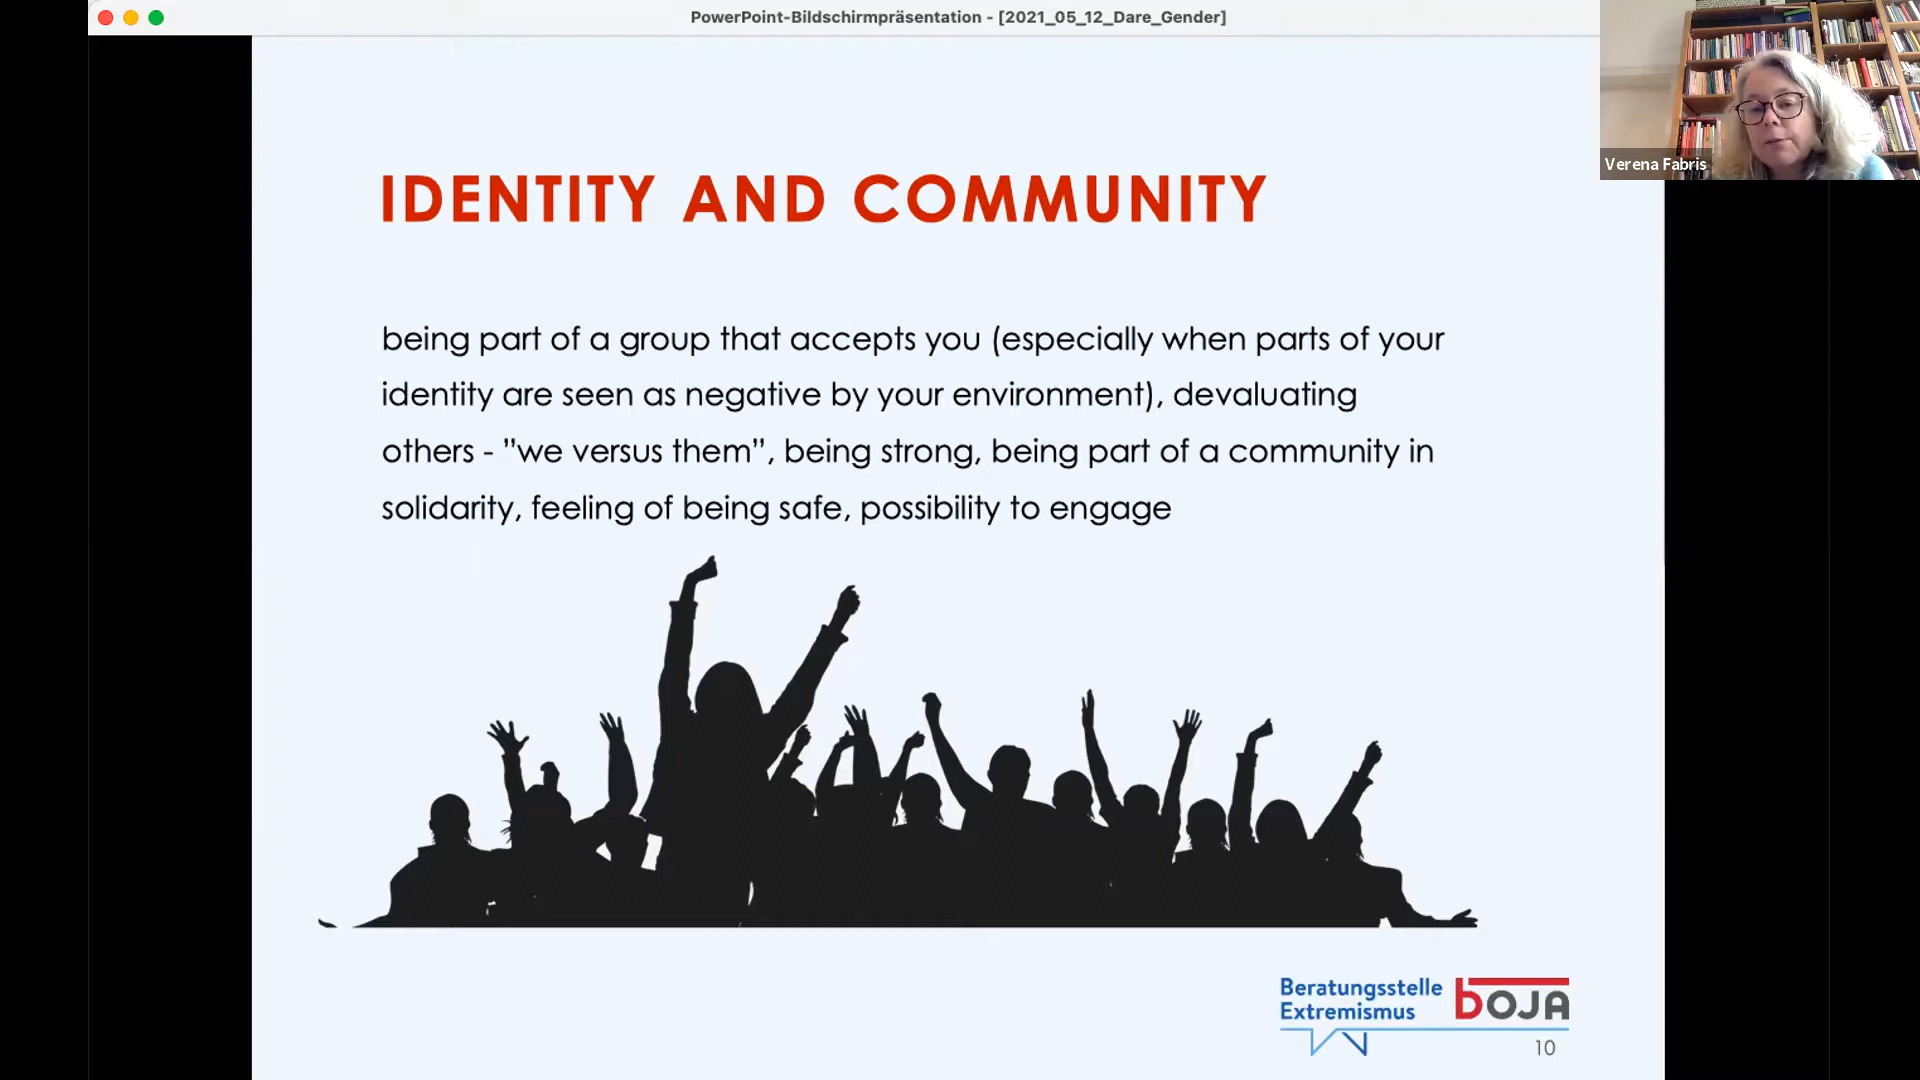 PowerPoint-Bildschirmpräsentation - [2021_05_12_Dare_Gender]
Verena Fabris
IDENTITY AND COMMUNITY
being part of a group that accepts you (especially when parts of your
identity are seen as negative by your environment), devaluating
others - ”we versus them”, being strong, being part of a community in
solidarity, feeling of being safe, possibility to engage
Beratungsstelle
Extremismus
bOJA
10